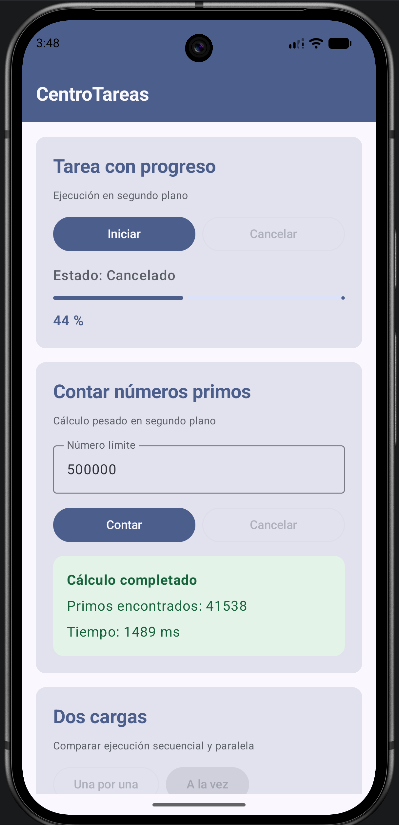 3:48
CentroTareas
Tarea con progreso
Ejecución en segundo plano
Iniciar Cancelar
Estado: Cancelado
44 %
Contar números primos
Cálculo pesado en segundo plano
Número límite
500000
Contar Cancelar
Cálculo completado
Primos encontrados: 41538
Tiempo: 1489 ms
Dos cargas
Comparar ejecución secuencial y paralela
Una por una A la vez